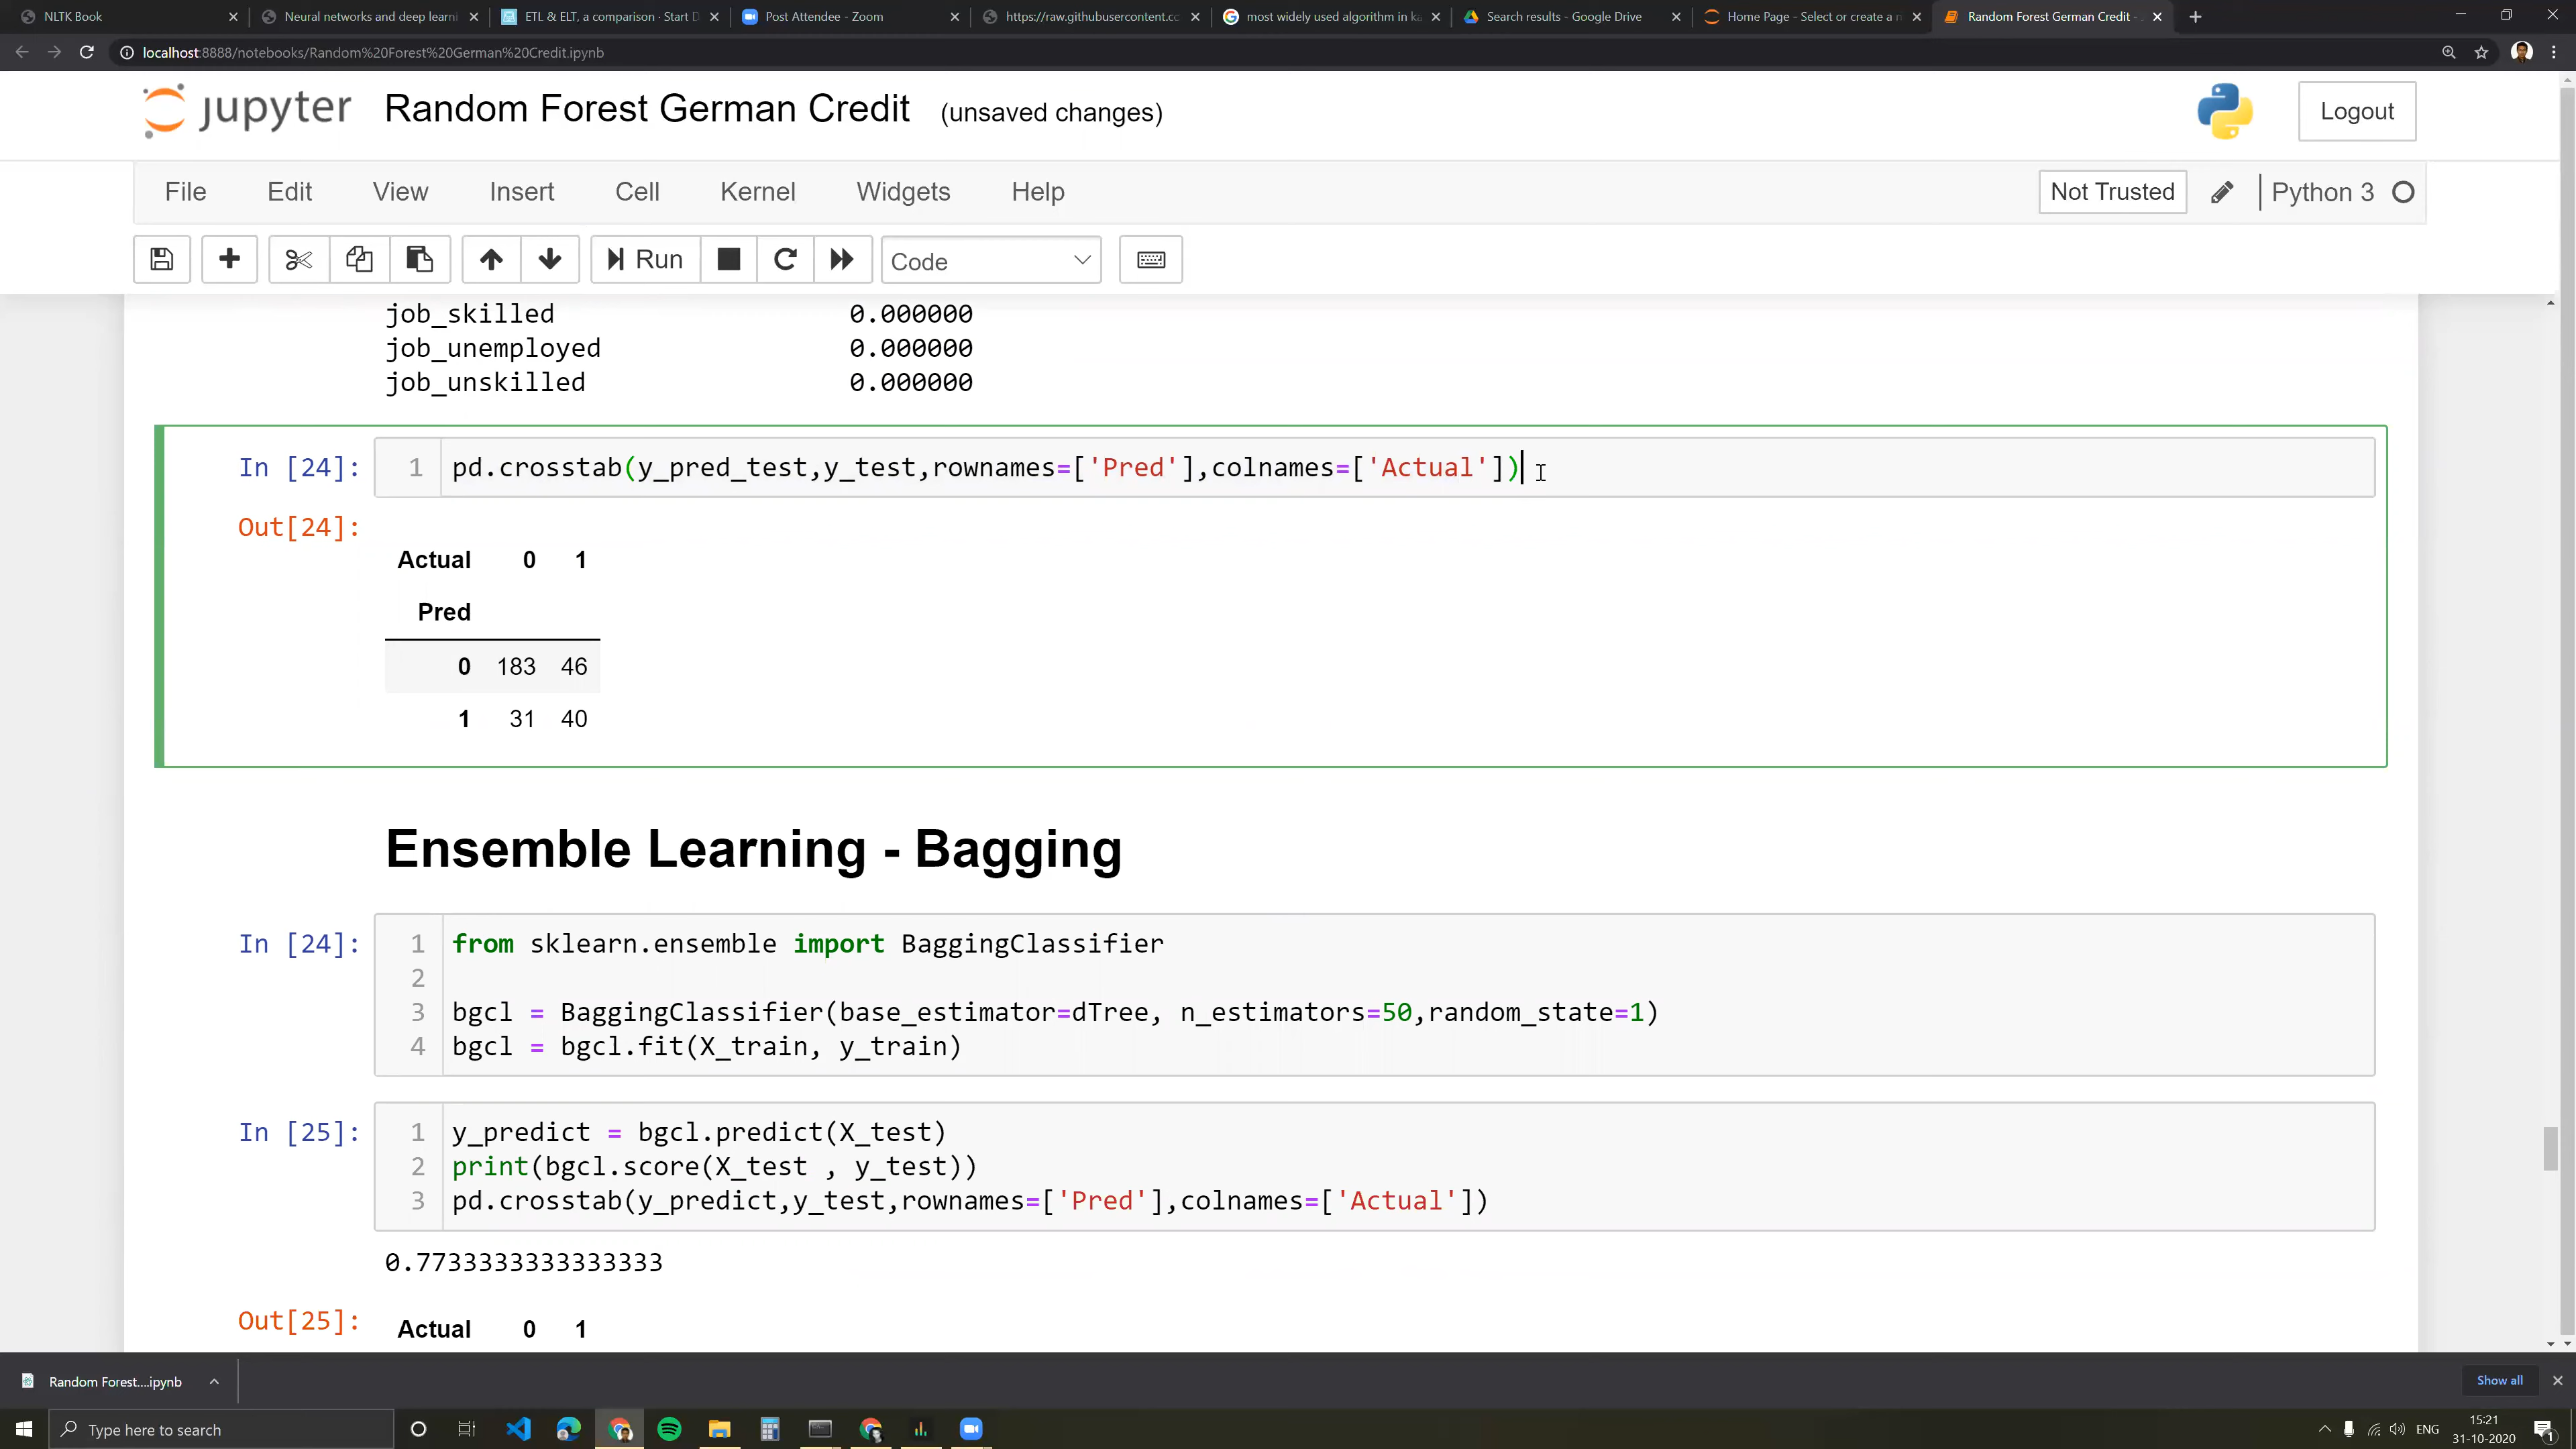 NLTK Book
Neural networks and deep learni
ETL & ELT, a comparison · Start D
Post Attendee - Zoom
https://raw.githubusercontent.cc
most widely used algorithm in ka
Search results - Google Drive
Home Page - Select or create a n
Random Forest German Credit -
localhost:8888/notebooks/Random%20Forest%20German%20Credit.ipynb
jupyter Random Forest German Credit (unsaved changes)
Logout
File Edit View Insert Cell Kernel Widgets Help
Not Trusted
Python 3
Run
Code
job_skilled 0.000000
job_unemployed 0.000000
job_unskilled 0.000000
In [24]: 1 pd.crosstab(y_pred_test,y_test,rownames=['Pred'],colnames=['Actual'])
Out[24]:
Actual 0 1
Pred
0 183 46
1 31 40
Ensemble Learning - Bagging
In [24]: 1 from sklearn.ensemble import BaggingClassifier
2
3 bgcl = BaggingClassifier(base_estimator=dTree, n_estimators=50,random_state=1)
4 bgcl = bgcl.fit(X_train, y_train)
In [25]: 1 y_predict = bgcl.predict(X_test)
2 print(bgcl.score(X_test , y_test))
3 pd.crosstab(y_predict,y_test,rownames=['Pred'],colnames=['Actual'])
0.7733333333333333
Out[25]:
Actual 0 1
Random Forest....ipynb
Show all
Type here to search
ENG
15:21
31-10-2020
1